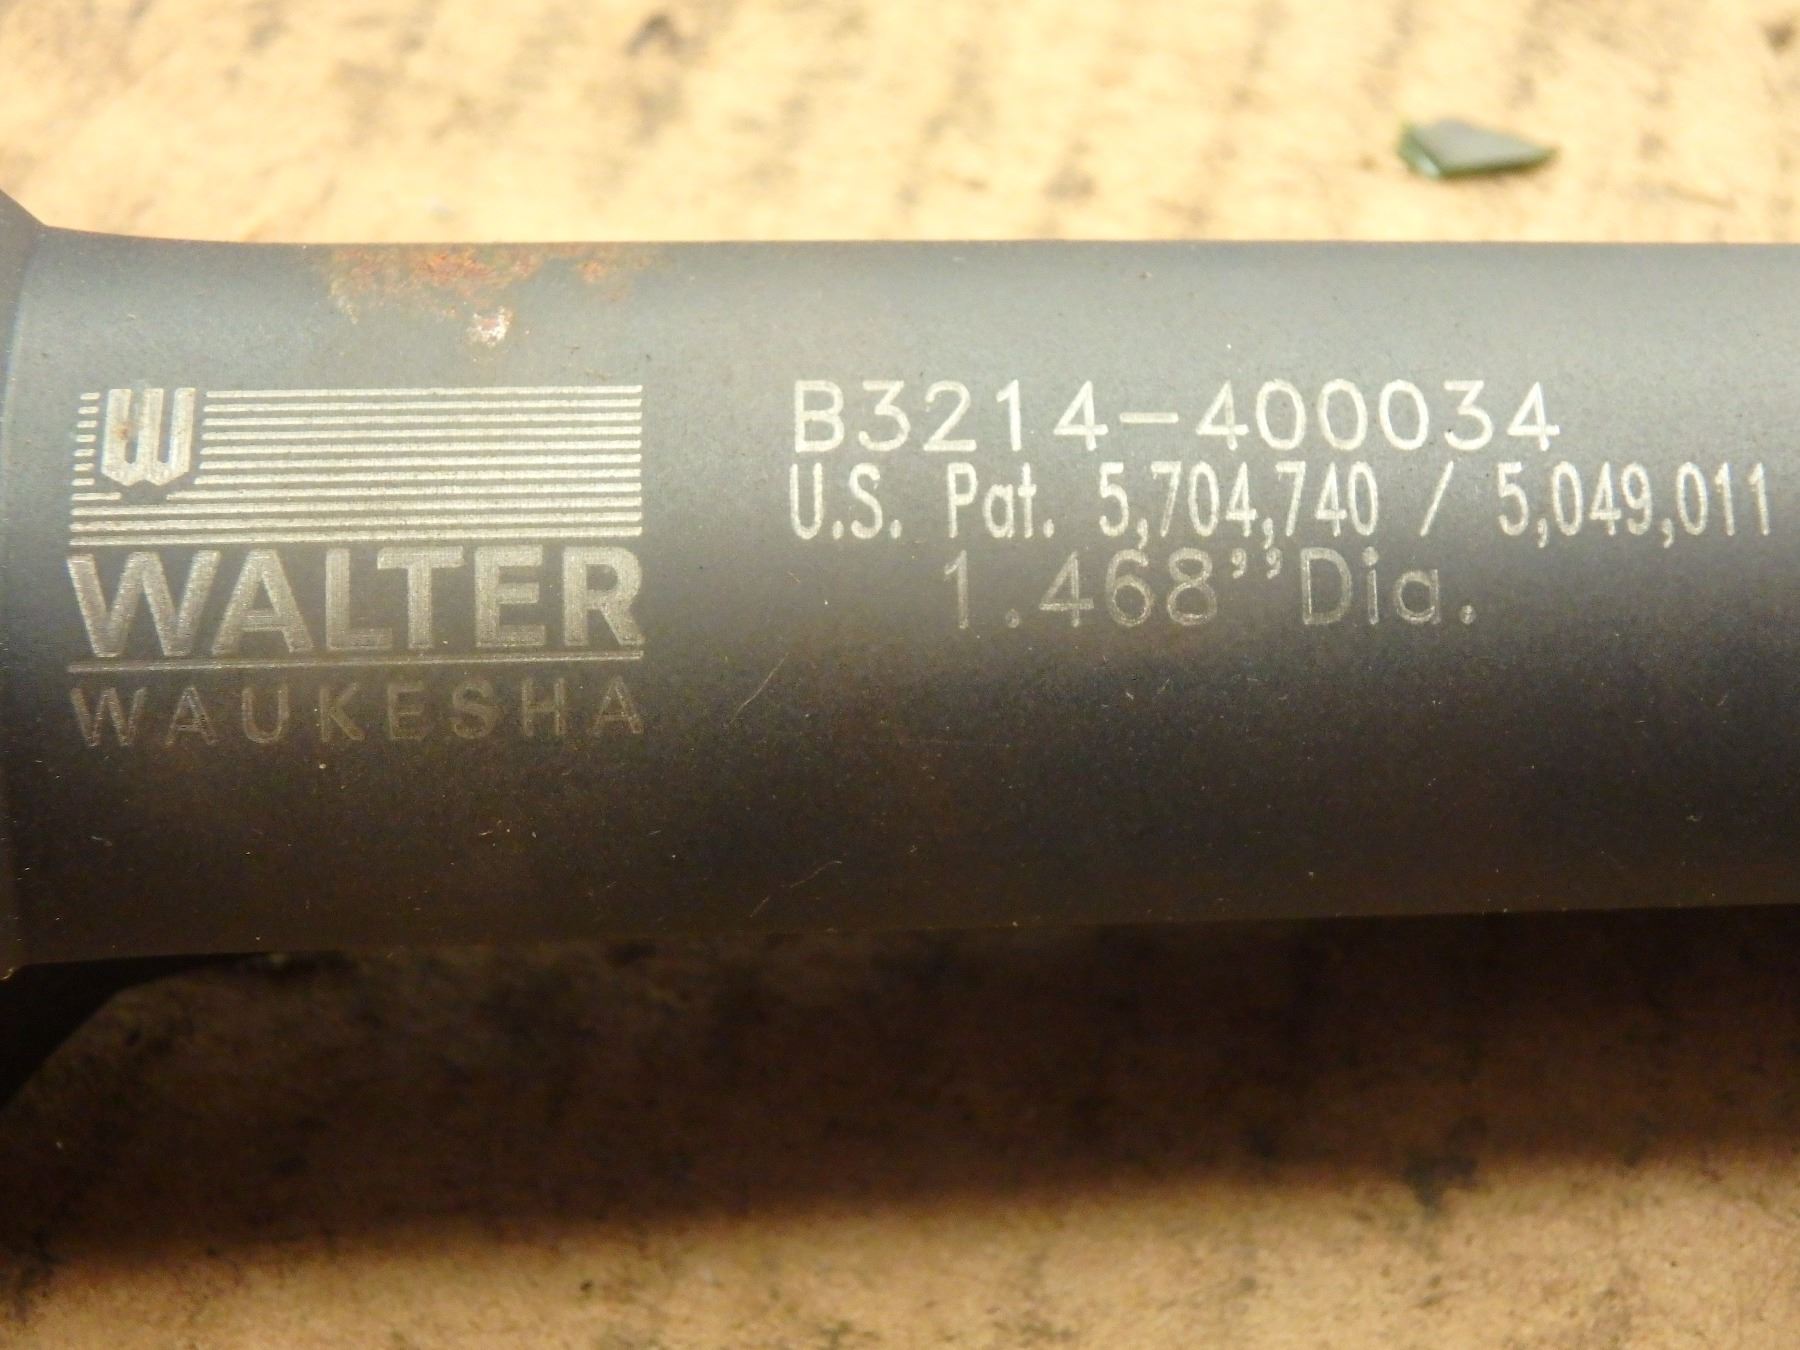 W
WALTER
WAUKESHA
B3214-400034
U.S. Pat. 5,704,740 / 5,049,011
1.468’’Dia.